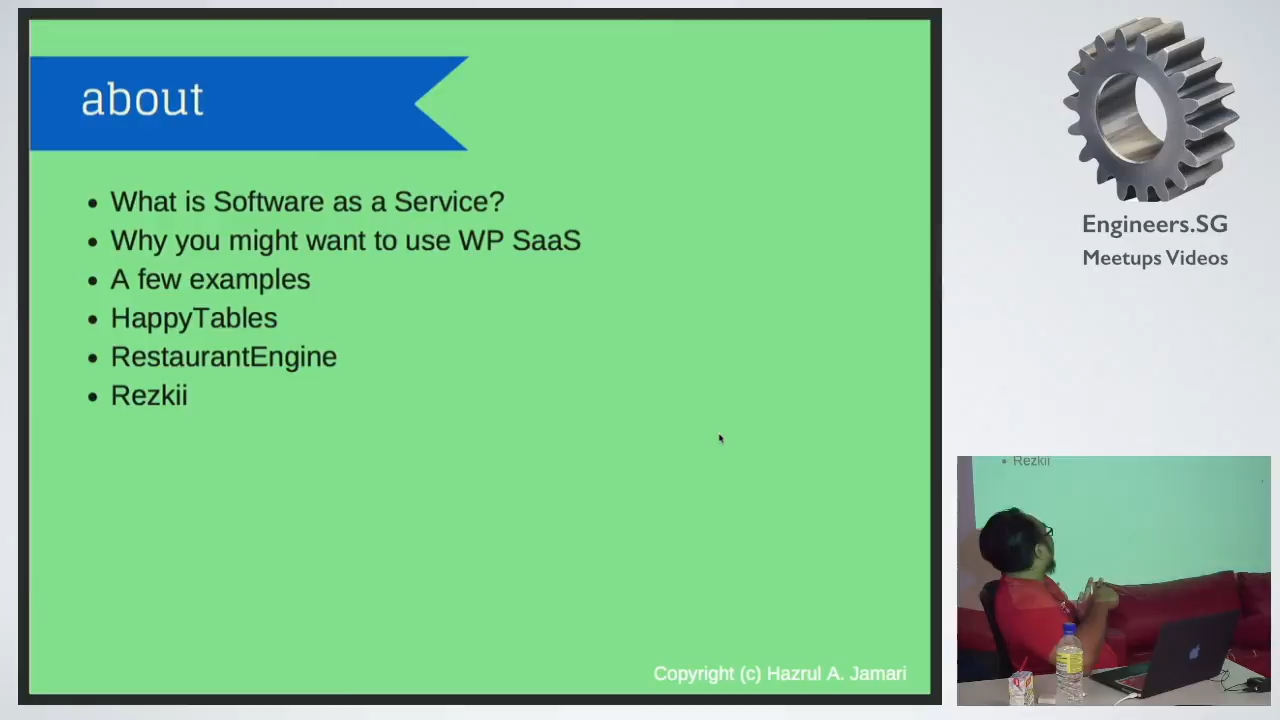 about
• What is Software as a Service?
• Why you might want to use WP SaaS
• A few examples
• HappyTables
• RestaurantEngine
• Rezkii
Copyright (c) Hazrul A. Jamari
Engineers.SG
Meetups Videos
• Rezkii